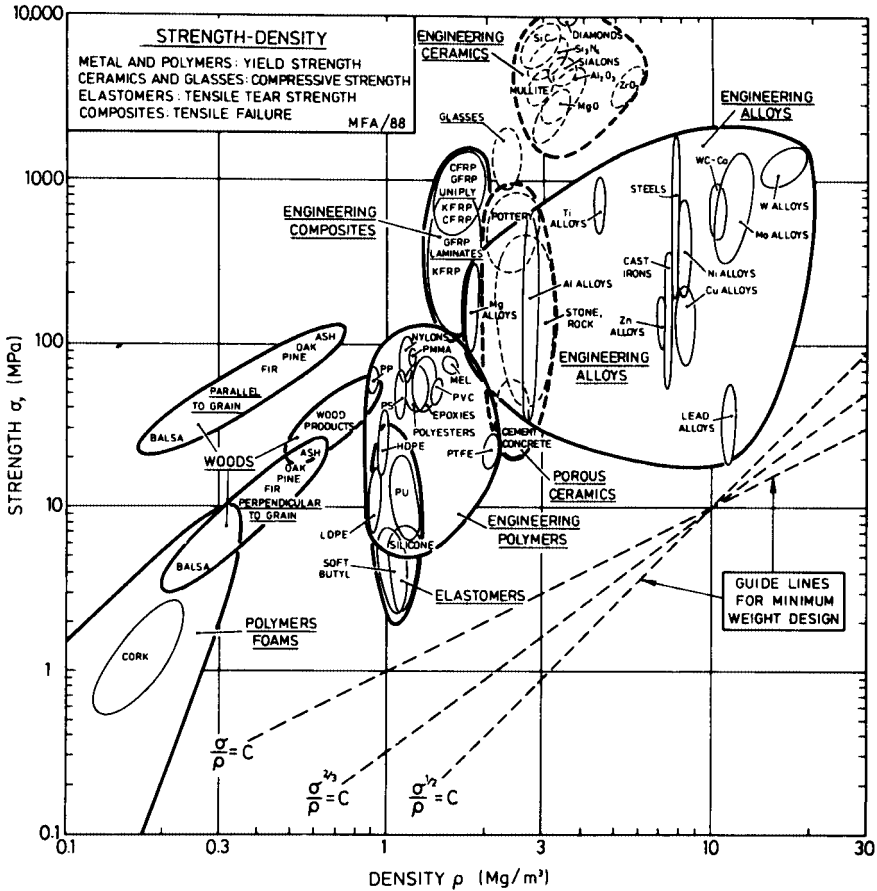 10,000
STRENGTH-DENSITY
METAL AND POLYMERS: YIELD STRENGTH
CERAMICS AND GLASSES: COMPRESSIVE STRENGTH
ELASTOMERS: TENSILE TEAR STRENGTH
COMPOSITES: TENSILE FAILURE
MFA/88
ENGINEERING
CERAMICS
SiC
DIAMONDS
Si3N4
SIALONS
Al2O3
ZrO2
MULLITE
MgO
GLASSES
ENGINEERING
ALLOYS
1000
CFRP
GFRP
UNIPLY
KFRP
CFRP
GFRP
LAMINATES
KFRP
ENGINEERING
COMPOSITES
POTTERY
Ti
ALLOYS
STEELS
WC-Co
W ALLOYS
Mo ALLOYS
CAST
IRONS
Ni ALLOYS
Cu ALLOYS
Mg
ALLOYS
Al ALLOYS
STONE,
ROCK
Zn
ALLOYS
ENGINEERING
ALLOYS
100
ASH
OAK
PINE
FIR
PARALLEL
TO GRAIN
BALSA
WOODS
WOOD
PRODUCTS
NYLONS
PMMA
PP
MEL
PVC
PS
EPOXIES
POLYESTERS
HDPE
PTFE
CEMENT
CONCRETE
LEAD
ALLOYS
POROUS
CERAMICS
ASH
OAK
PINE
FIR
PERPENDICULAR
TO GRAIN
BALSA
10
PU
LDPE
SILICONE
SOFT
BUTYL
ENGINEERING
POLYMERS
ELASTOMERS
GUIDE LINES
FOR MINIMUM
WEIGHT DESIGN
POLYMERS
FOAMS
CORK
1
σ/ρ = C
σ^2/3/ρ = C
σ^1/2/ρ = C
0.1
STRENGTH σ, (MPa)
0.1
0.3
1
3
10
30
DENSITY ρ (Mg/m³)